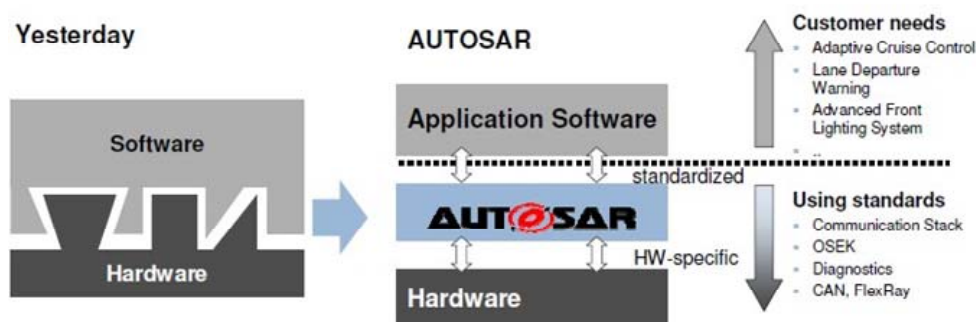 Yesterday
Software
Hardware
AUTOSAR
Application Software
standardized
AUTOSAR
HW-specific
Hardware
Customer needs
Adaptive Cruise Control
Lane Departure
Warning
Advanced Front
Lighting System
..
Using standards
Communication Stack
OSEK
Diagnostics
CAN, FlexRay